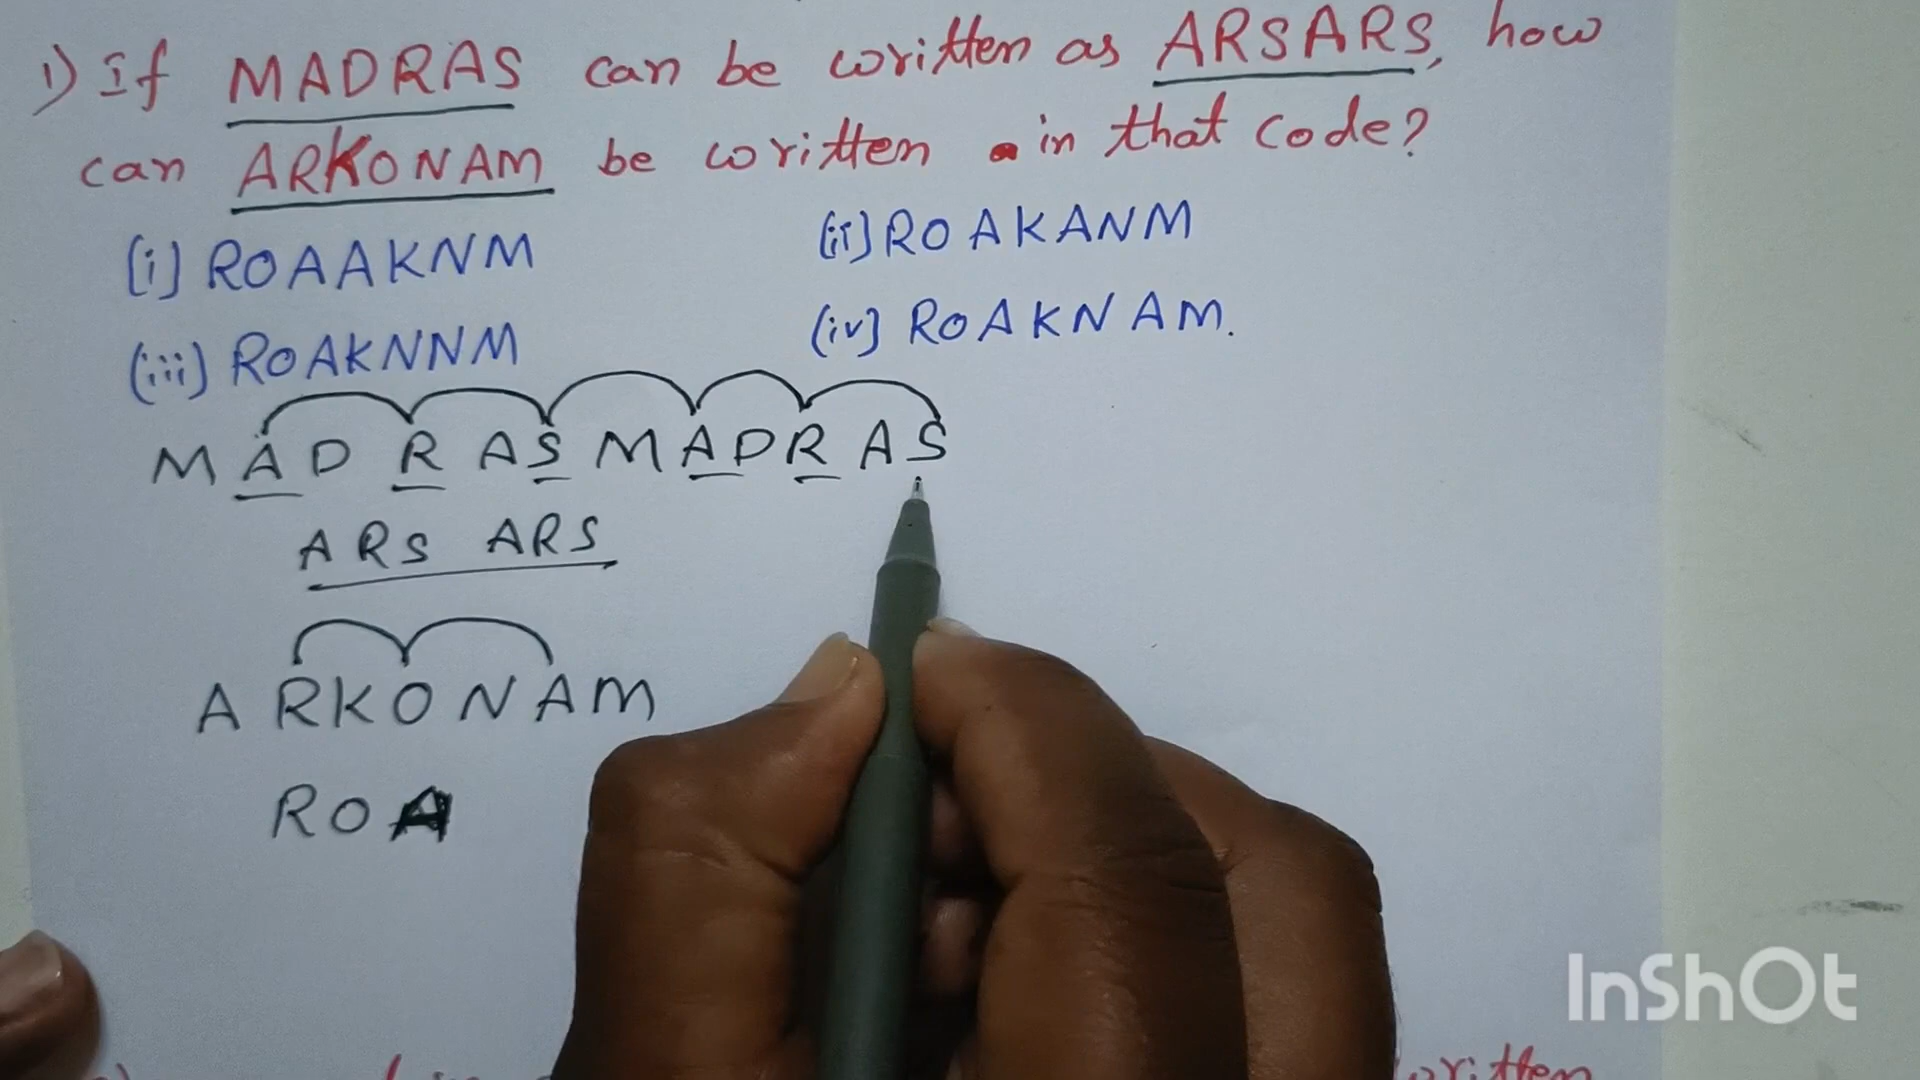 1) If MADRAS can be written as ARSARS, how
can ARKONAM be written in that code?
(i) ROAAKNM (ii) ROAKANM
(iii) ROAKNNM (iv) ROAKNAM.
MADRASMADRAS
ARS ARS
ARKONAM
ROA
written
InShOt